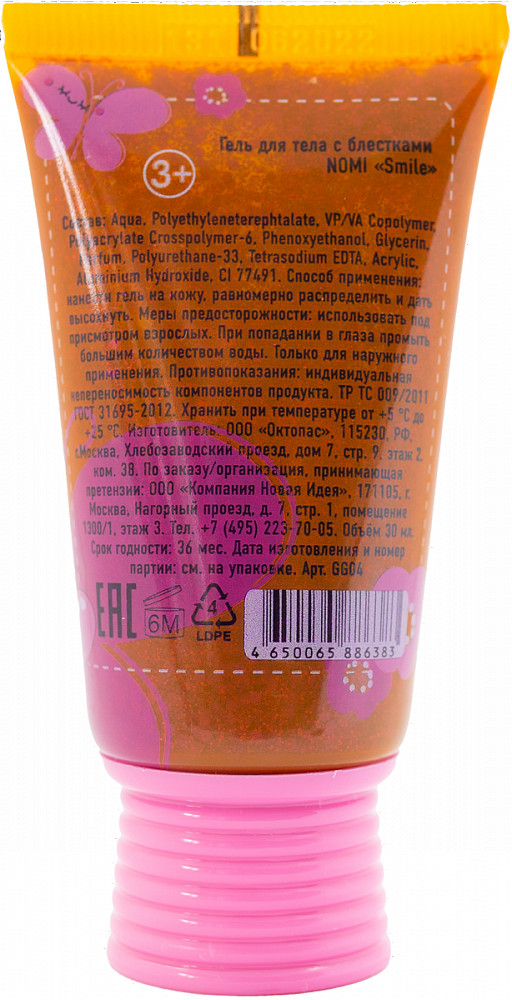 31 062022
Гель для тела с блестками
NOMI «Smile»
3+
Состав: Aqua, Polyethyleneterephtalate, VP/VA Copolymer,
Polyacrylate Crosspolymer-6, Phenoxyethanol, Glycerin,
Parfum, Polyurethane-33, Tetrasodium EDTA, Acrylic,
Aluminium Hydroxide, CI 77491. Способ применения:
нанести гель на кожу, равномерно распределить и дать
высохнуть. Меры предосторожности: использовать под
присмотром взрослых. При попадании в глаза промыть
большим количеством воды. Только для наружного
применения. Противопоказания: индивидуальная
непереносимость компонентов продукта. ТР ТС 009/2011
ГОСТ 31695-2012. Хранить при температуре от +5 °С до
+25 °С. Изготовитель: ООО «Октопас», 115230, РФ,
г.Москва, Хлебозаводский проезд, дом 7, стр. 9, этаж 2,
ком. 38. По заказу/организация, принимающая
претензии: ООО «Компания Новая Идея», 171105, г.
Москва, Нагорный проезд, д. 7, стр. 1, помещение
1300/1, этаж 3. Тел. +7 (495) 223-70-05. Объём 30 мл.
Срок годности: 36 мес. Дата изготовления и номер
партии: см. на упаковке. Арт. GG04
EAC 6M 4 LDPE
4 650065 886383